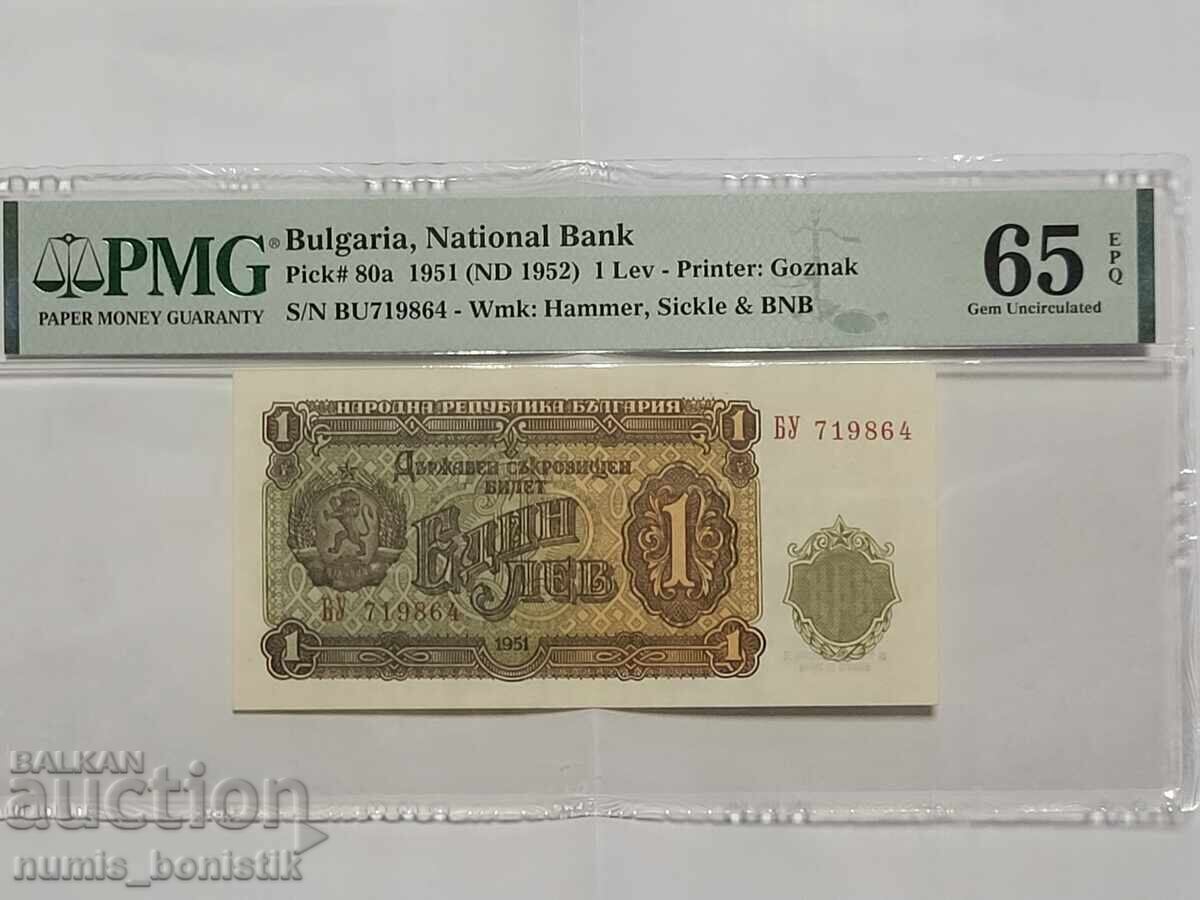 PMG®
PAPER MONEY GUARANTY
Bulgaria, National Bank
Pick# 80a 1951 (ND 1952) 1 Lev - Printer: Goznak
S/N BU719864 - Wmk: Hammer, Sickle & BNB
65 EPQ
Gem Uncirculated
НАРОДНА РЕПУБЛИКА БЪЛГАРИЯ
1
1
БУ 719864
ДЪРЖАВЕН СЪКРОВИЩЕН
БИЛЕТ
ЕДИН
ЛЕВ
1
БУ 719864
1
1951
1
BALKAN
auction
numis_bonistik